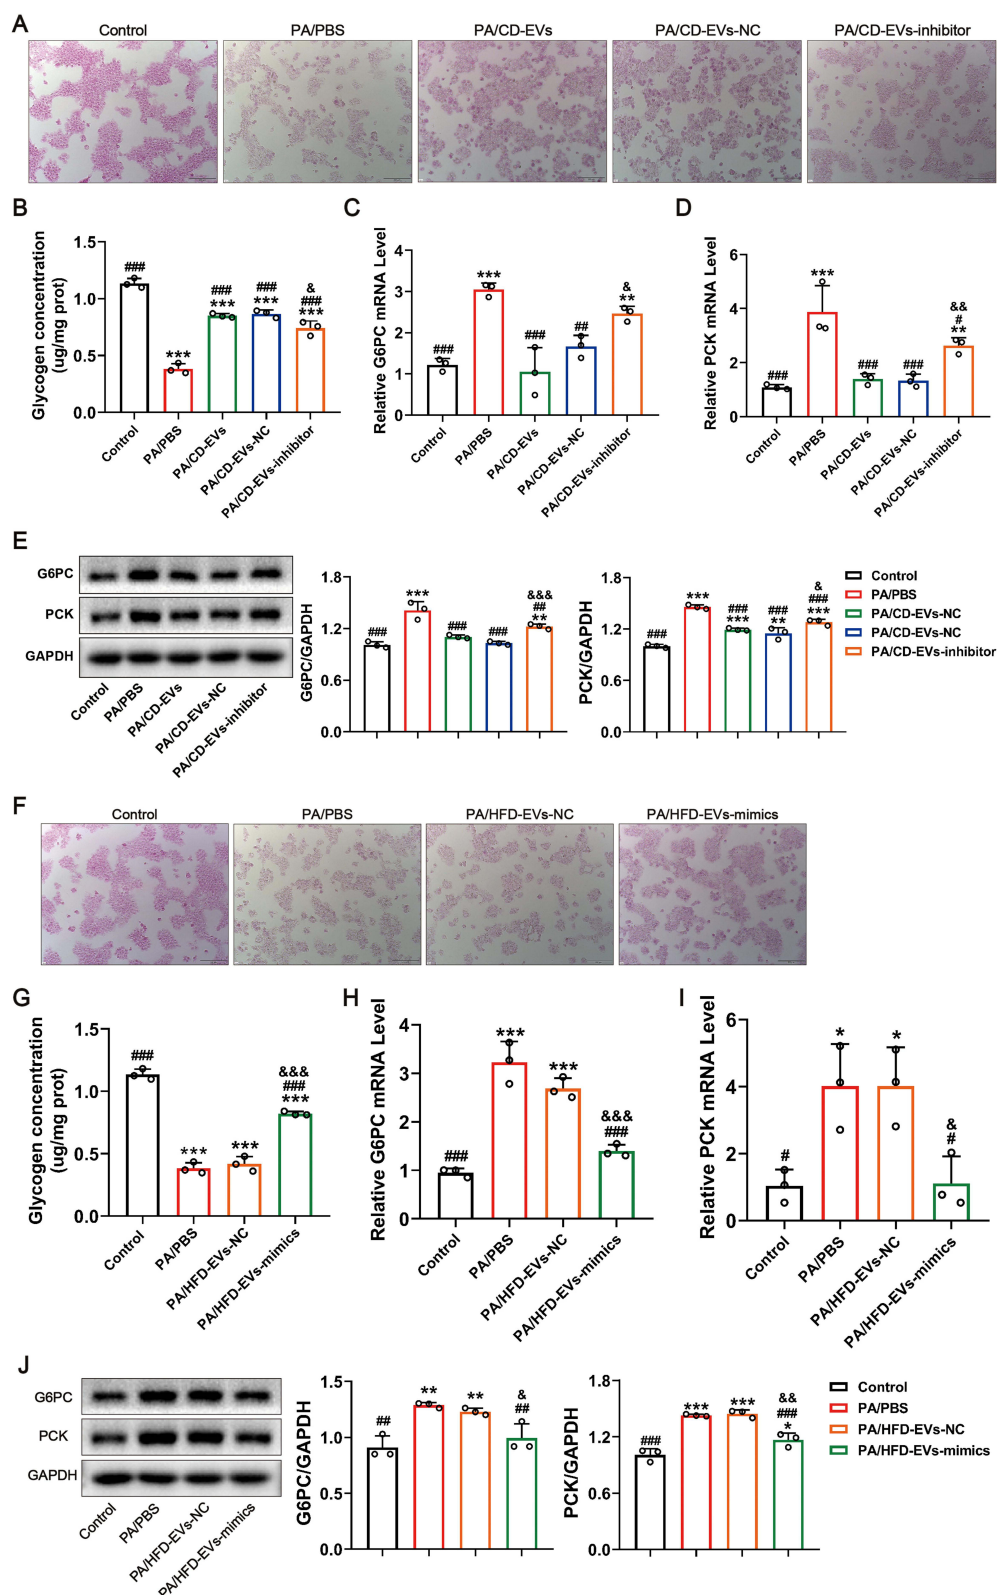 A
Control
PA/PBS
PA/CD-EVs
PA/CD-EVs-NC
PA/CD-EVs-inhibitor
B
Glycogen concentration
(ug/mg prot)
1.5
1.0
0.5
0.0
###
***
###
***
###
***
&
###
***
Control
PA/PBS
PA/CD-EVs
PA/CD-EVs-NC
PA/CD-EVs-inhibitor
C
Relative G6PC mRNA Level
4
3
2
1
0
###
***
###
##
&
**
Control
PA/PBS
PA/CD-EVs
PA/CD-EVs-NC
PA/CD-EVs-inhibitor
D
Relative PCK mRNA Level
6
4
2
0
###
***
###
###
&&
#
**
Control
PA/PBS
PA/CD-EVs
PA/CD-EVs-NC
PA/CD-EVs-inhibitor
E
G6PC
PCK
GAPDH
Control
PA/PBS
PA/CD-EVs
PA/CD-EVs-NC
PA/CD-EVs-inhibitor
G6PC/GAPDH
1.8
1.2
0.6
0.0
###
***
###
###
&&&
##
**
PCK/GAPDH
1.8
1.2
0.6
0.0
###
***
###
***
###
**
&
###
***
Control
PA/PBS
PA/CD-EVs-NC
PA/CD-EVs-NC
PA/CD-EVs-inhibitor
F
Control
PA/PBS
PA/HFD-EVs-NC
PA/HFD-EVs-mimics
G
Glycogen concentration
(ug/mg prot)
1.5
1.0
0.5
0.0
###
***
***
&&&
###
***
Control
PA/PBS
PA/HFD-EVs-NC
PA/HFD-EVs-mimics
H
Relative G6PC mRNA Level
4
3
2
1
0
###
***
***
&&&
###
Control
PA/PBS
PA/HFD-EVs-NC
PA/HFD-EVs-mimics
I
Relative PCK mRNA Level
6
4
2
0
#
*
*
&
#
Control
PA/PBS
PA/HFD-EVs-NC
PA/HFD-EVs-mimics
J
G6PC
PCK
GAPDH
Control
PA/PBS
PA/HFD-EVs-NC
PA/HFD-EVs-mimics
G6PC/GAPDH
1.5
1.0
0.5
0.0
##
**
**
&
##
PCK/GAPDH
1.8
1.2
0.6
0.0
###
***
***
&&
###
*
Control
PA/PBS
PA/HFD-EVs-NC
PA/HFD-EVs-mimics